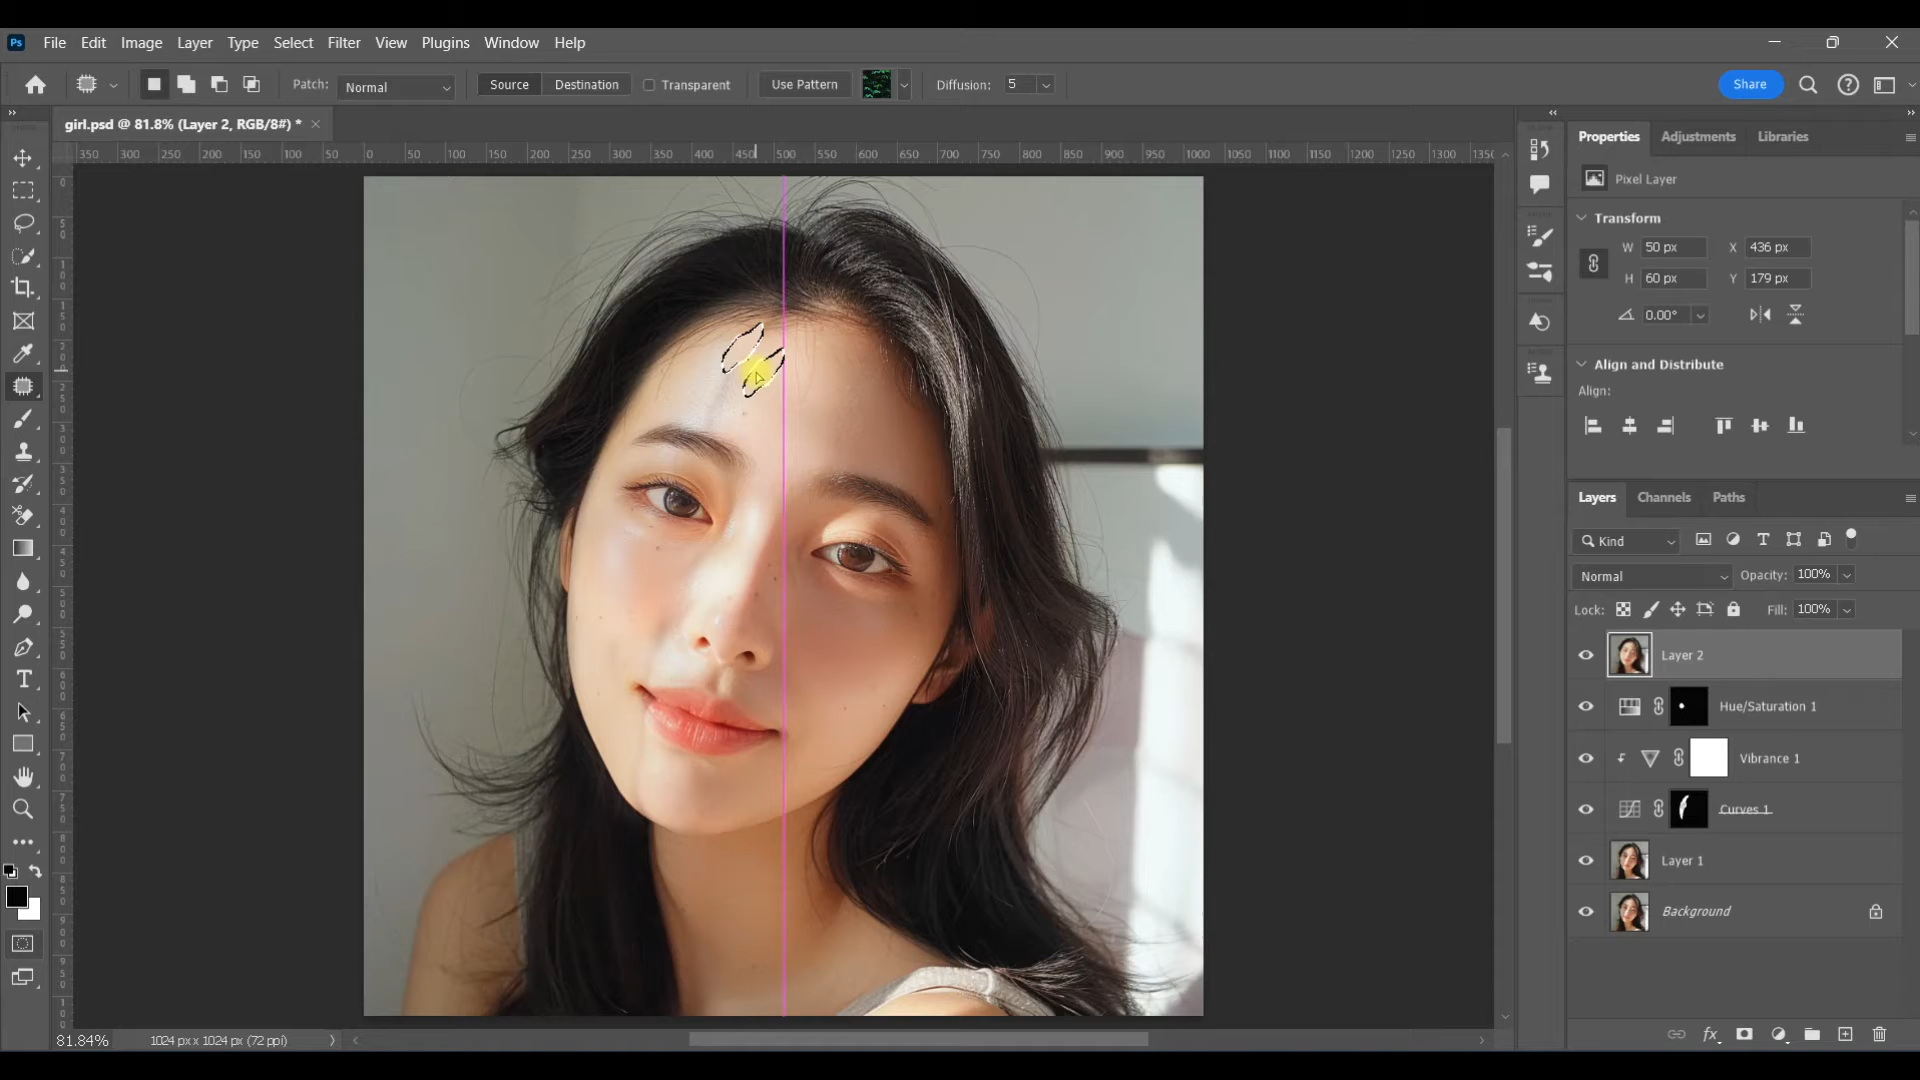 Ps File Edit Image Layer Type Select Filter View Plugins Window Help
Patch: Normal Source Destination Transparent Use Pattern Diffusion: 5 Share
girl.psd @ 81.8% (Layer 2, RGB/8#) * ×
350 300 250 200 150 100 50 0 50 100 150 200 250 300 350 400 450 500 550 600 650 700 750 800 850 900 950 1000 1050 1100 1150 1200 1250 1300
Properties Adjustments Libraries
Pixel Layer
Transform
W 50 px X 436 px
H 60 px Y 179 px
0.00°
Align and Distribute
Align:
Layers Channels Paths
Kind
Normal Opacity: 100%
Lock: Fill: 100%
Layer 2
Hue/Saturation 1
Vibrance 1
Curves 1
Layer 1
Background
fx
81.84% 1024 px x 1024 px (72 ppi)